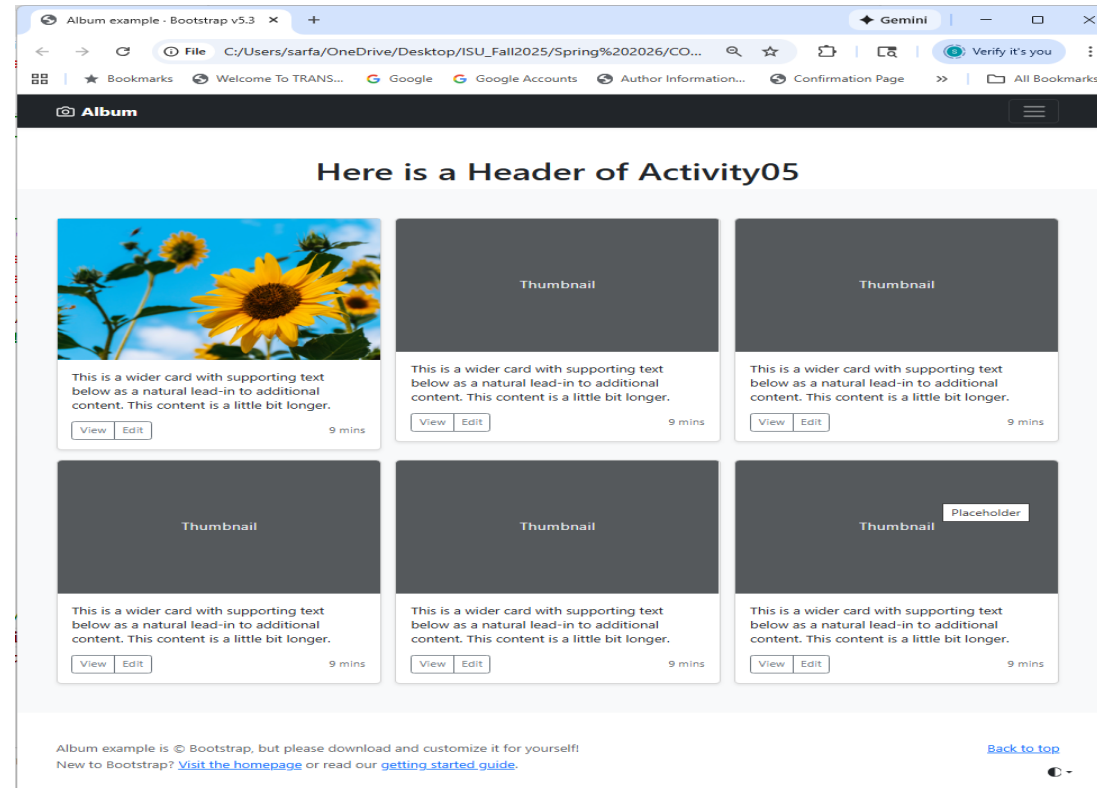 Album example · Bootstrap v5.3
Gemini
File C:/Users/sarfa/OneDrive/Desktop/ISU_Fall2025/Spring%202026/CO... Verify it's you
Bookmarks Welcome To TRANS... Google Google Accounts Author Information... Confirmation Page » All Bookmarks
Album
Here is a Header of Activity05
Thumbnail
Thumbnail
This is a wider card with supporting text
below as a natural lead-in to additional
content. This content is a little bit longer.
View Edit 9 mins
This is a wider card with supporting text
below as a natural lead-in to additional
content. This content is a little bit longer.
View Edit 9 mins
This is a wider card with supporting text
below as a natural lead-in to additional
content. This content is a little bit longer.
View Edit 9 mins
Thumbnail
Thumbnail
Thumbnail
Placeholder
This is a wider card with supporting text
below as a natural lead-in to additional
content. This content is a little bit longer.
View Edit 9 mins
This is a wider card with supporting text
below as a natural lead-in to additional
content. This content is a little bit longer.
View Edit 9 mins
This is a wider card with supporting text
below as a natural lead-in to additional
content. This content is a little bit longer.
View Edit 9 mins
Album example is © Bootstrap, but please download and customize it for yourself!
New to Bootstrap? Visit the homepage or read our getting started guide.
Back to top